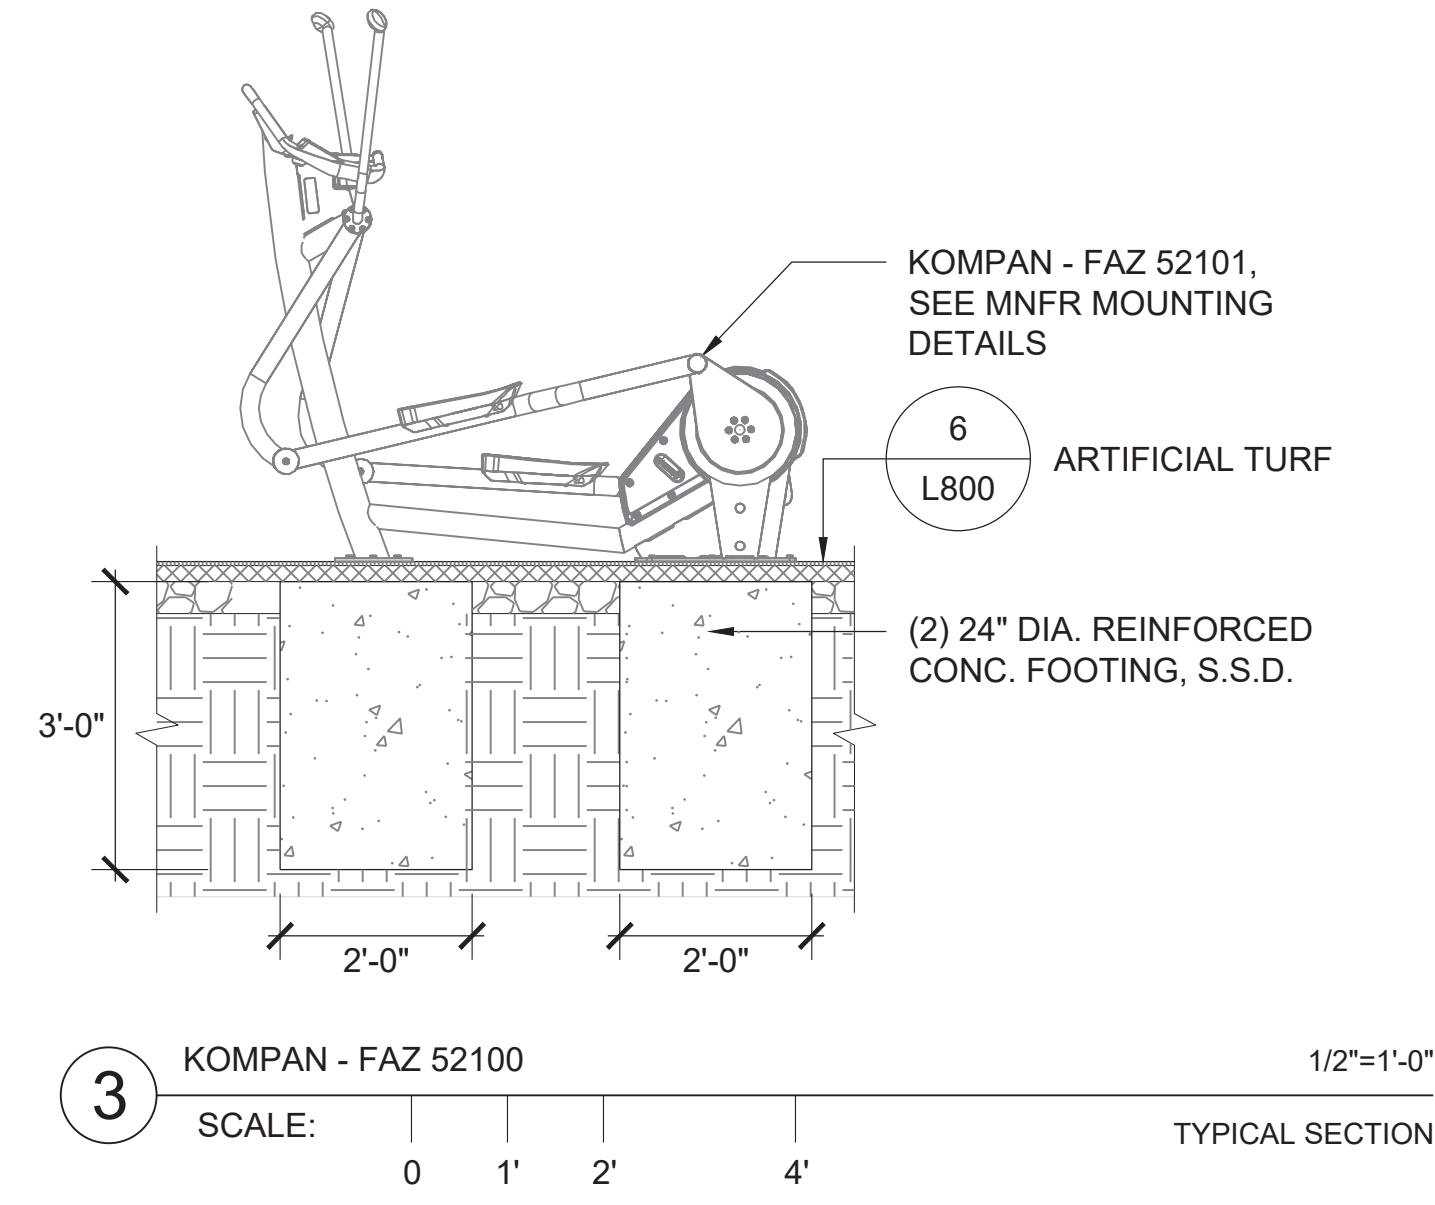 KOMPAN - FAZ 52101,
SEE MNFR MOUNTING
DETAILS
6
L800
ARTIFICIAL TURF
(2) 24" DIA. REINFORCED
CONC. FOOTING, S.S.D.
3'-0"
2'-0"
2'-0"
3
KOMPAN - FAZ 52100
1/2"=1'-0"
SCALE:
TYPICAL SECTION
0
1'
2'
4'